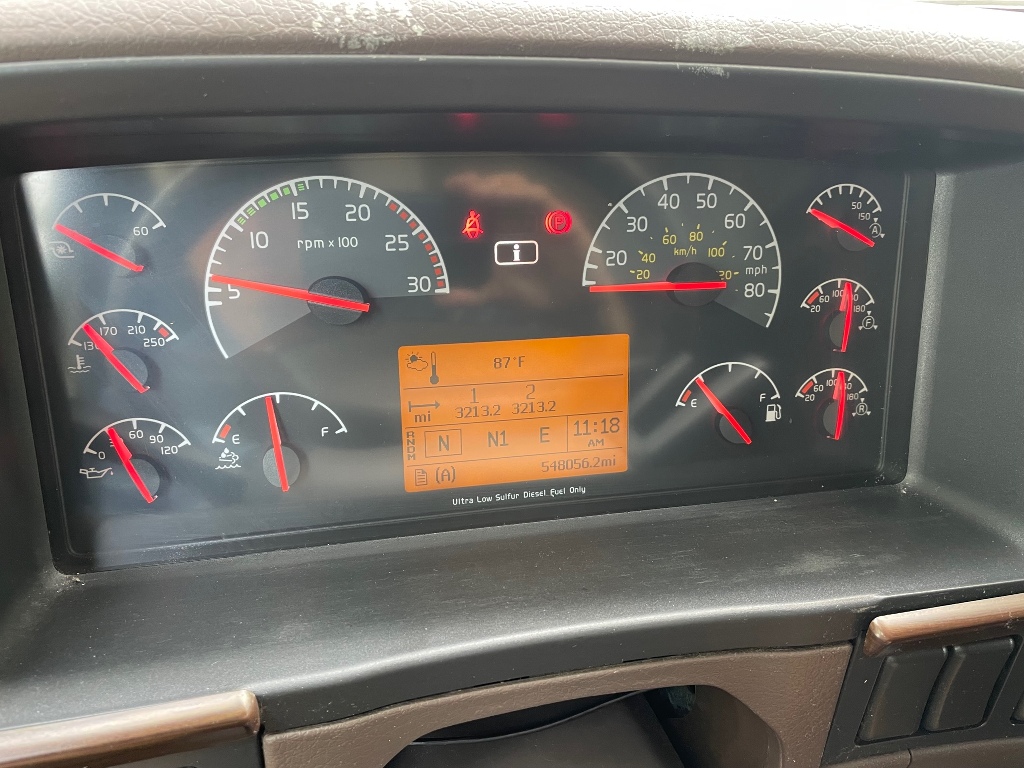 60
5 10 15 20 25 30
rpm x 100
20 30 40 50 60 70 80
mph
20 40 60 80 100 120
km/h
50 150
A
130 170 210 250
20 60 100 180
F
0 30 60 90 120
E F
E F
20 60 100 180
R
87°F
1 2
mi 3213.2 3213.2
RNDM N N1 E 11:18 AM
(A) 548056.2mi
Ultra Low Sulfur Diesel Fuel Only